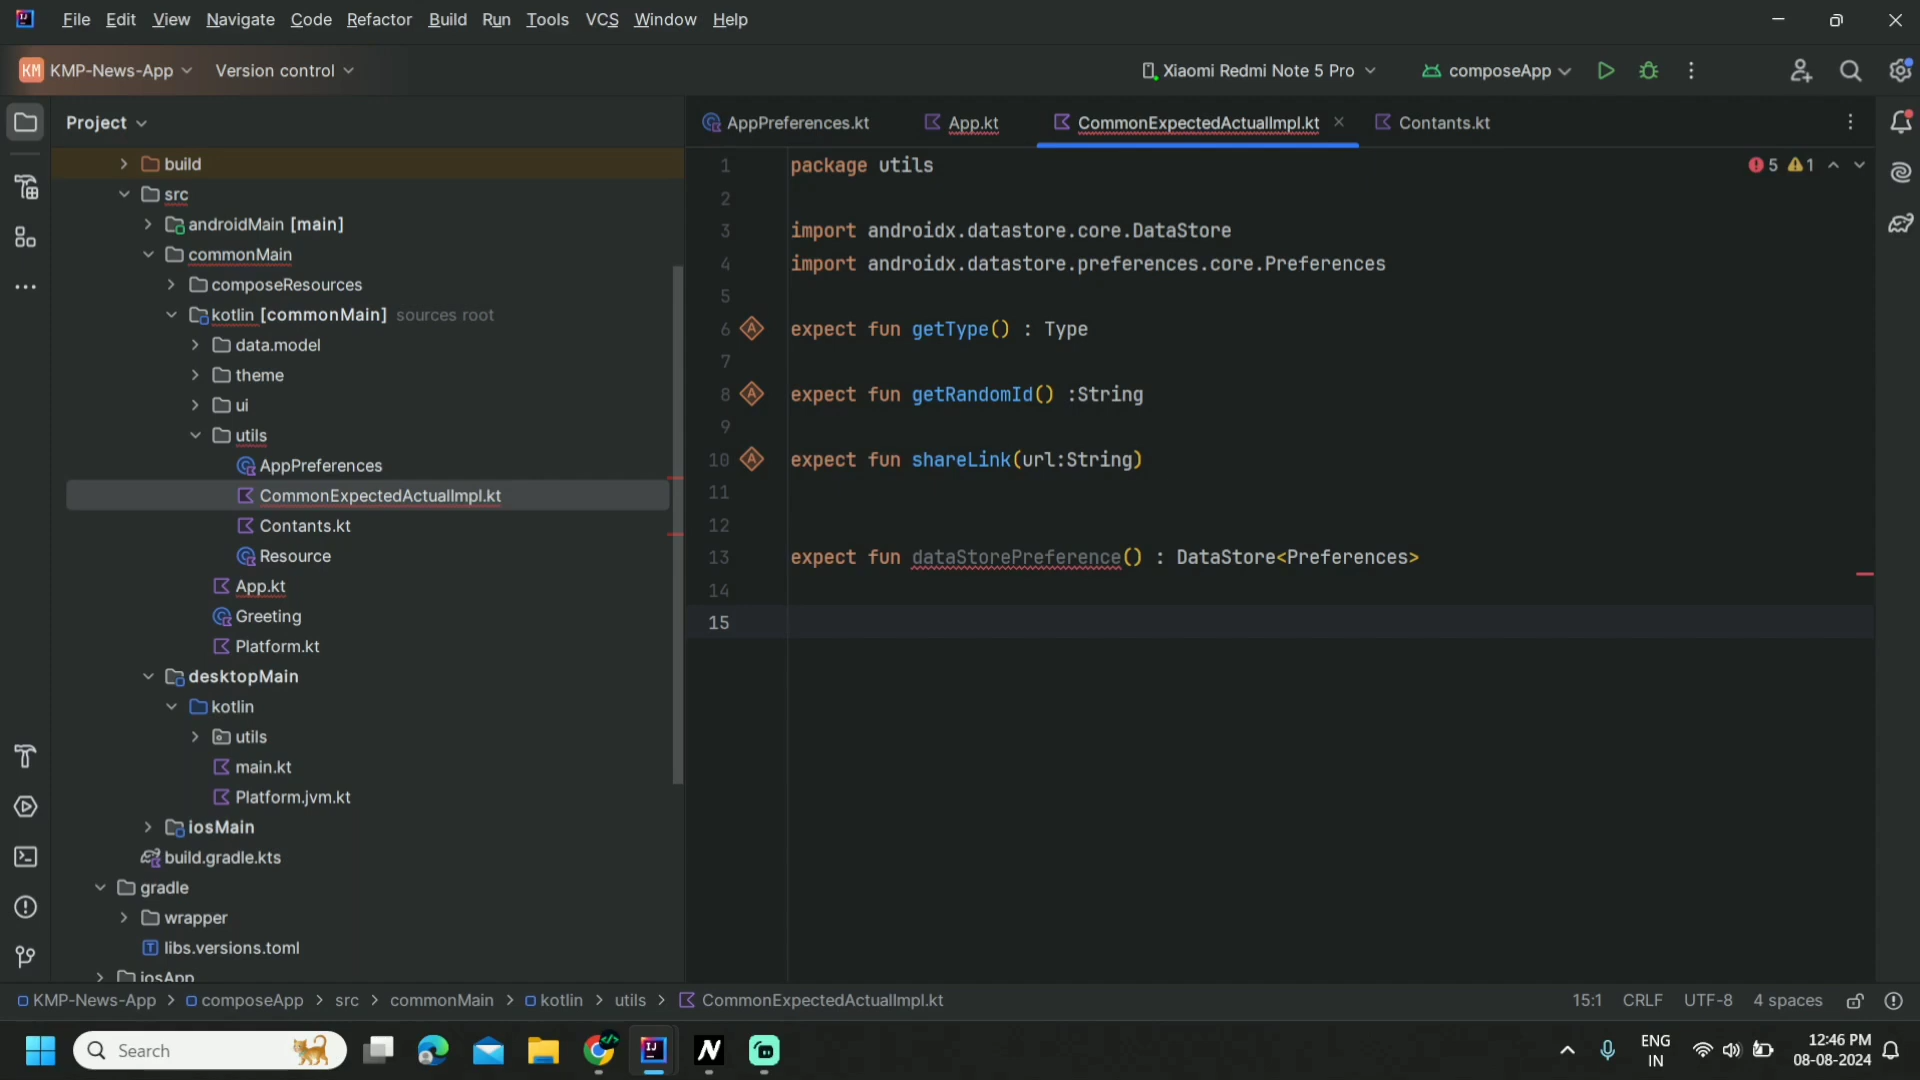 File Edit View Navigate Code Refactor Build Run Tools VCS Window Help
KM KMP-News-App Version control Xiaomi Redmi Note 5 Pro composeApp
Project AppPreferences.kt App.kt CommonExpectedActualImpl.kt Contants.kt
build
src
androidMain [main]
commonMain
composeResources
kotlin [commonMain] sources root
data.model
theme
ui
utils
AppPreferences
CommonExpectedActualImpl.kt
Contants.kt
Resource
App.kt
Greeting
Platform.kt
desktopMain
kotlin
utils
main.kt
Platform.jvm.kt
iosMain
build.gradle.kts
gradle
wrapper
libs.versions.toml
iosApp
5 1
1 package utils
2
3 import androidx.datastore.core.DataStore
4 import androidx.datastore.preferences.core.Preferences
5
6 expect fun getType() : Type
7
8 expect fun getRandomId() :String
9
10 expect fun shareLink(url:String)
11
12
13 expect fun dataStorePreference() : DataStore<Preferences>
14
15
KMP-News-App > composeApp > src > commonMain > kotlin > utils > CommonExpectedActualImpl.kt 15:1 CRLF UTF-8 4 spaces
Search
ENG
IN
12:46 PM
08-08-2024